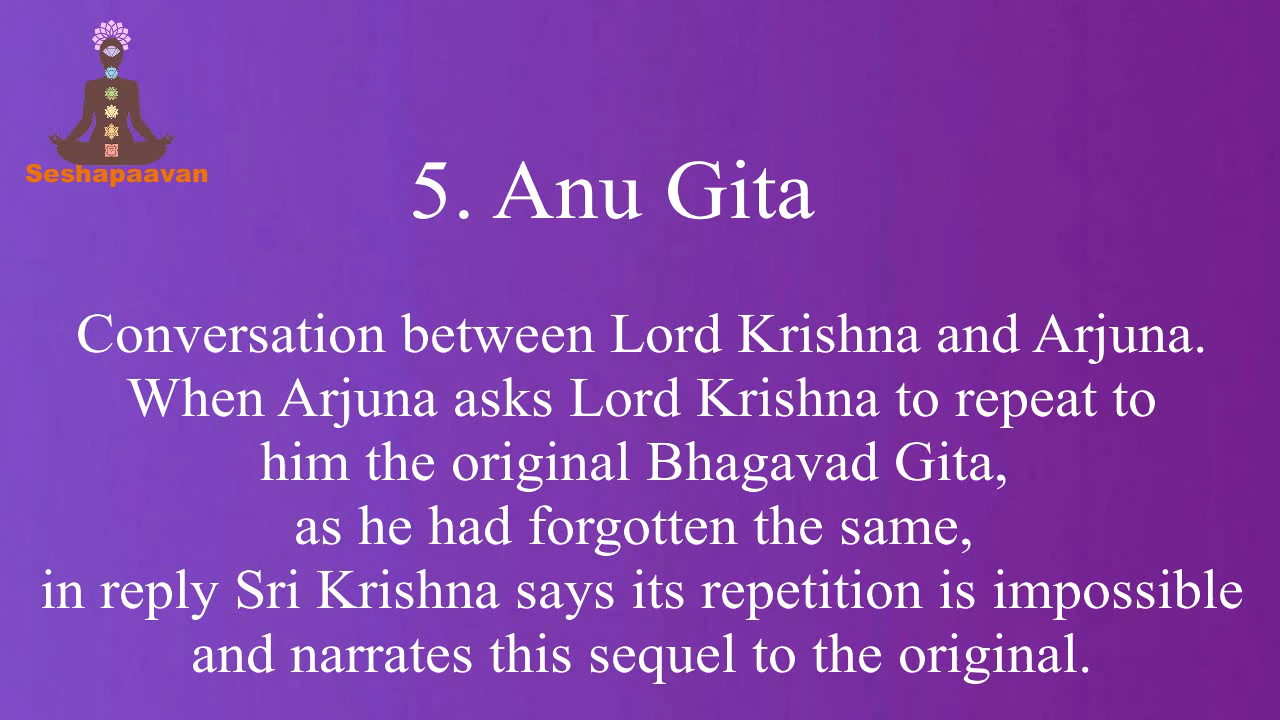 Seshapaavan
5. Anu Gita
Conversation between Lord Krishna and Arjuna.
When Arjuna asks Lord Krishna to repeat to
him the original Bhagavad Gita,
as he had forgotten the same,
in reply Sri Krishna says its repetition is impossible
and narrates this sequel to the original.